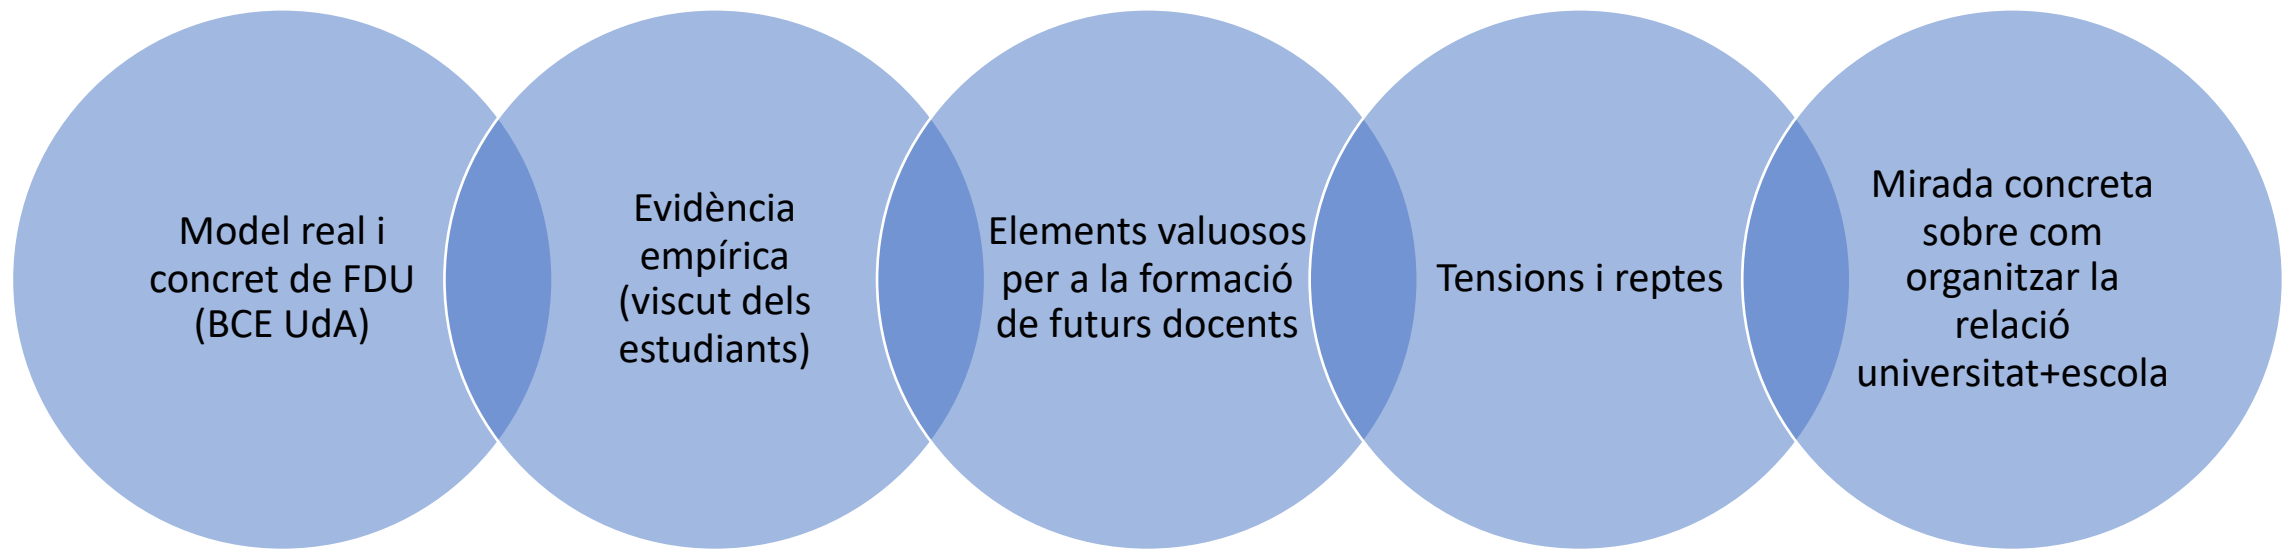 Model real i
concret de FDU
(BCE UdA)
Evidència
empírica
(viscut dels
estudiants)
Elements valuosos
per a la formació
de futurs docents
Tensions i reptes
Mirada concreta
sobre com
organitzar la
relació
universitat+escola